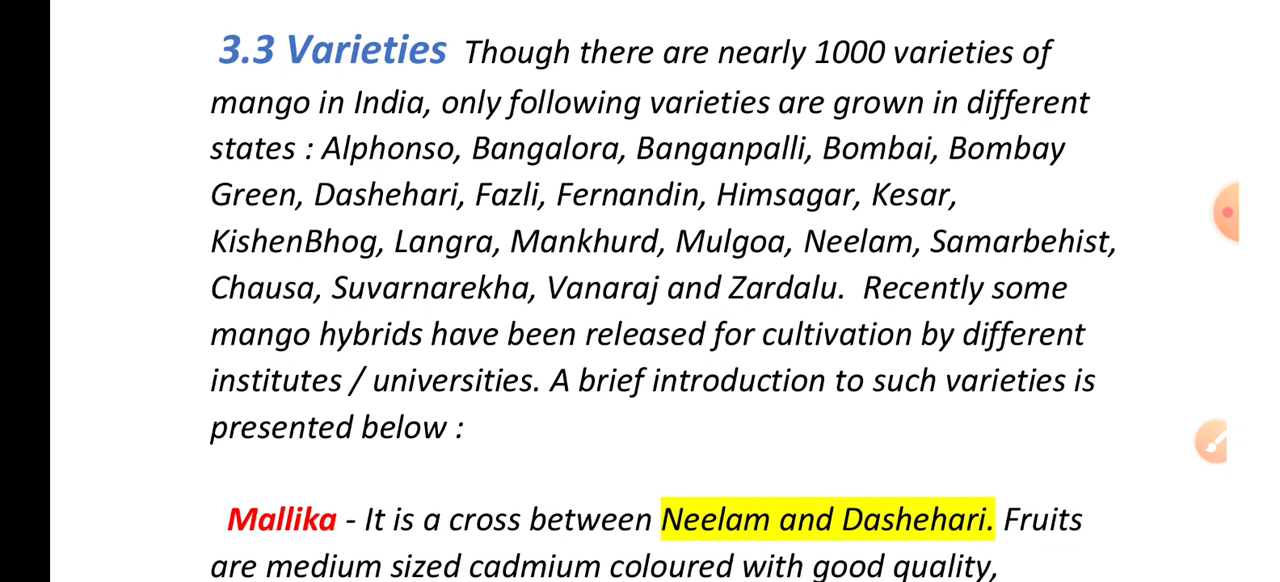 3.3 Varieties Though there are nearly 1000 varieties of
mango in India, only following varieties are grown in different
states : Alphonso, Bangalora, Banganpalli, Bombai, Bombay
Green, Dashehari, Fazli, Fernandin, Himsagar, Kesar,
KishenBhog, Langra, Mankhurd, Mulgoa, Neelam, Samarbehist,
Chausa, Suvarnarekha, Vanaraj and Zardalu. Recently some
mango hybrids have been released for cultivation by different
institutes / universities. A brief introduction to such varieties is
presented below :
Mallika - It is a cross between Neelam and Dashehari. Fruits
are medium sized cadmium coloured with good quality,